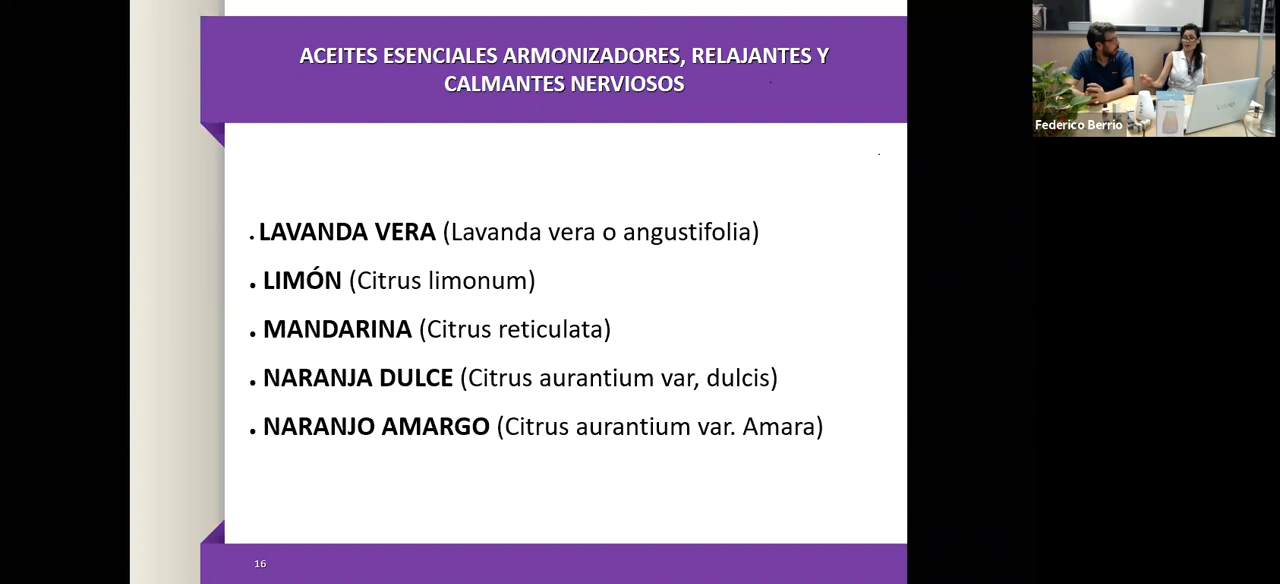 ACEITES ESENCIALES ARMONIZADORES, RELAJANTES Y
CALMANTES NERVIOSOS
. LAVANDA VERA (Lavanda vera o angustifolia)
. LIMÓN (Citrus limonum)
. MANDARINA (Citrus reticulata)
. NARANJA DULCE (Citrus aurantium var, dulcis)
. NARANJO AMARGO (Citrus aurantium var. Amara)
16
Federico Berrio
VAIO